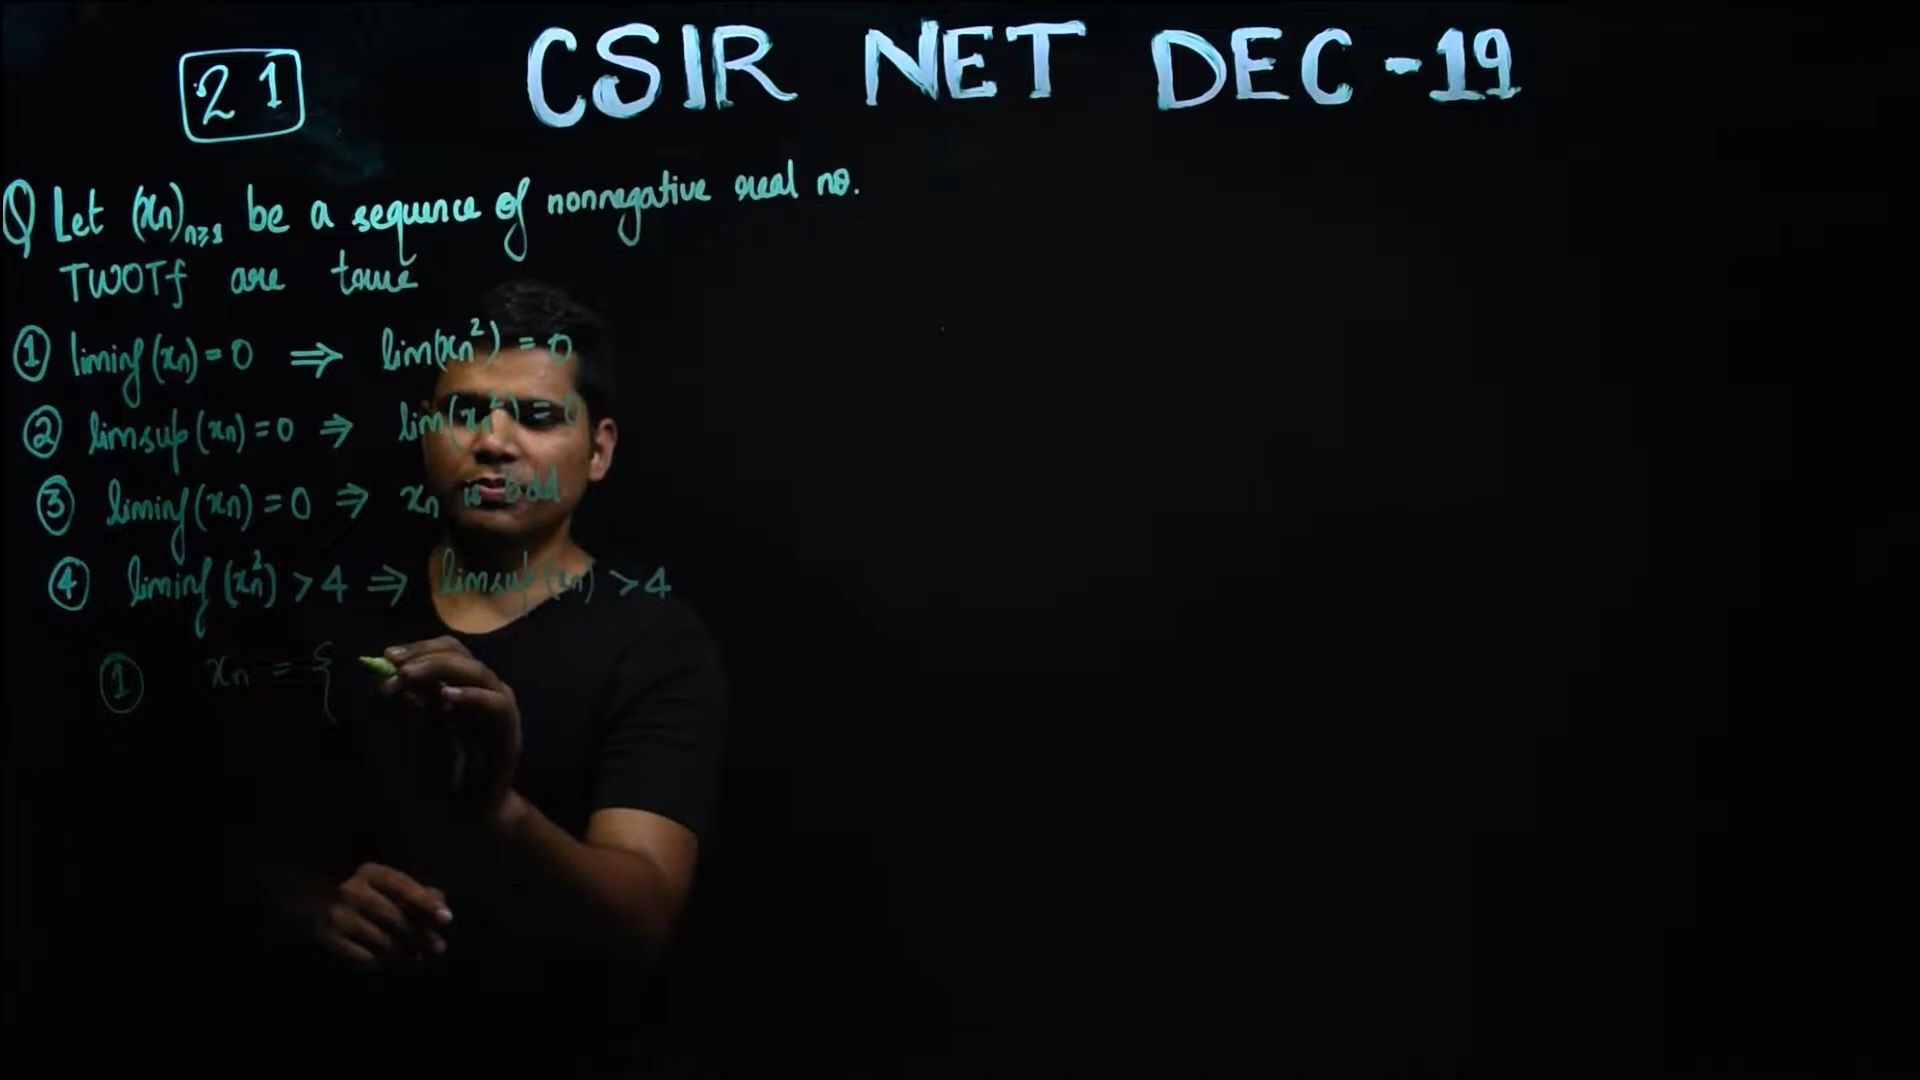 21
CSIR NET DEC -19
Q Let (xn)n≥1 be a sequence of nonnegative real no.
TWOTf are true
① liminf(xn) = 0 ⇒ lim(xn²) = 0
② limsup(xn) = 0 ⇒ lim(xn²) = 0
③ liminf(xn) = 0 ⇒ xn is Bdd
④ liminf(xn²) > 4 ⇒ limsup(xn) > 4
① xn = {